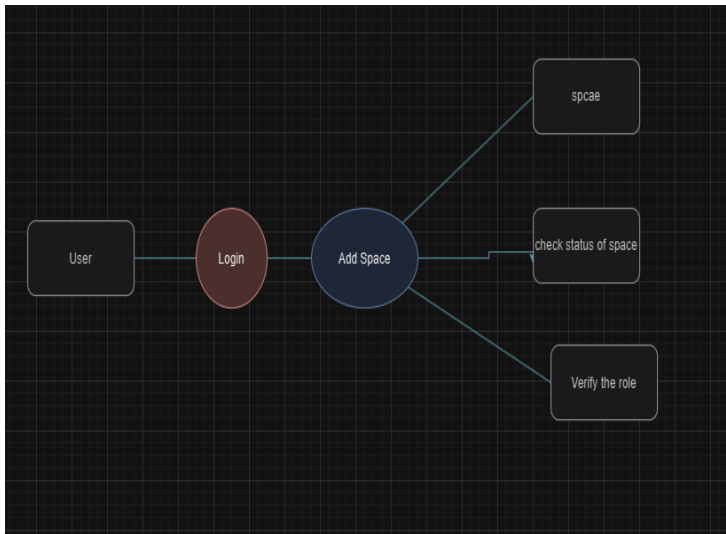 spcae
check status of space
User
Login
Add Space
Verify the role